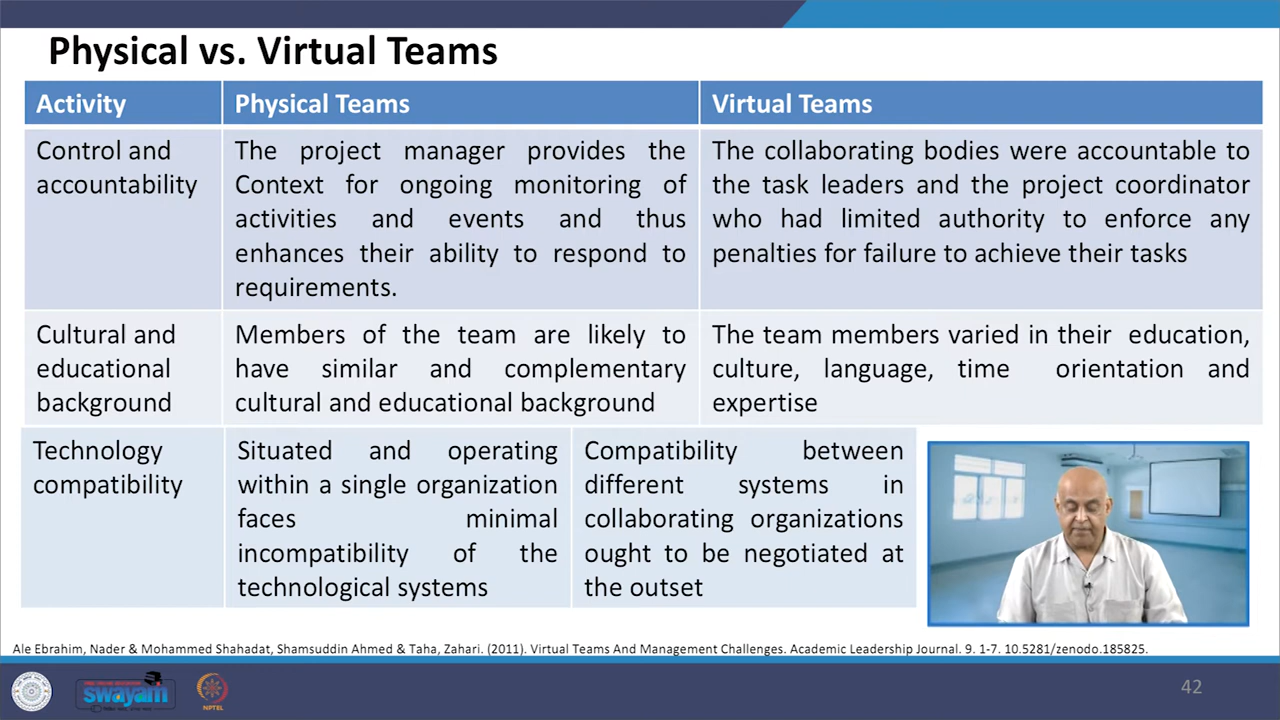 Physical vs. Virtual Teams
Activity
Physical Teams
Virtual Teams
Control and
accountability
The project manager provides the
Context for ongoing monitoring of
activities and events and thus
enhances their ability to respond to
requirements.
The collaborating bodies were accountable to
the task leaders and the project coordinator
who had limited authority to enforce any
penalties for failure to achieve their tasks
Cultural and
educational
background
Members of the team are likely to
have similar and complementary
cultural and educational background
The team members varied in their education,
culture, language, time orientation and
expertise
Technology
compatibility
Situated and operating
within a single organization
faces minimal
incompatibility of the
technological systems
Compatibility between
different systems in
collaborating organizations
ought to be negotiated at
the outset
Ale Ebrahim, Nader & Mohammed Shahadat, Shamsuddin Ahmed & Taha, Zahari. (2011). Virtual Teams And Management Challenges. Academic Leadership Journal. 9. 1-7. 10.5281/zenodo.185825.
swayam
NPTEL
42